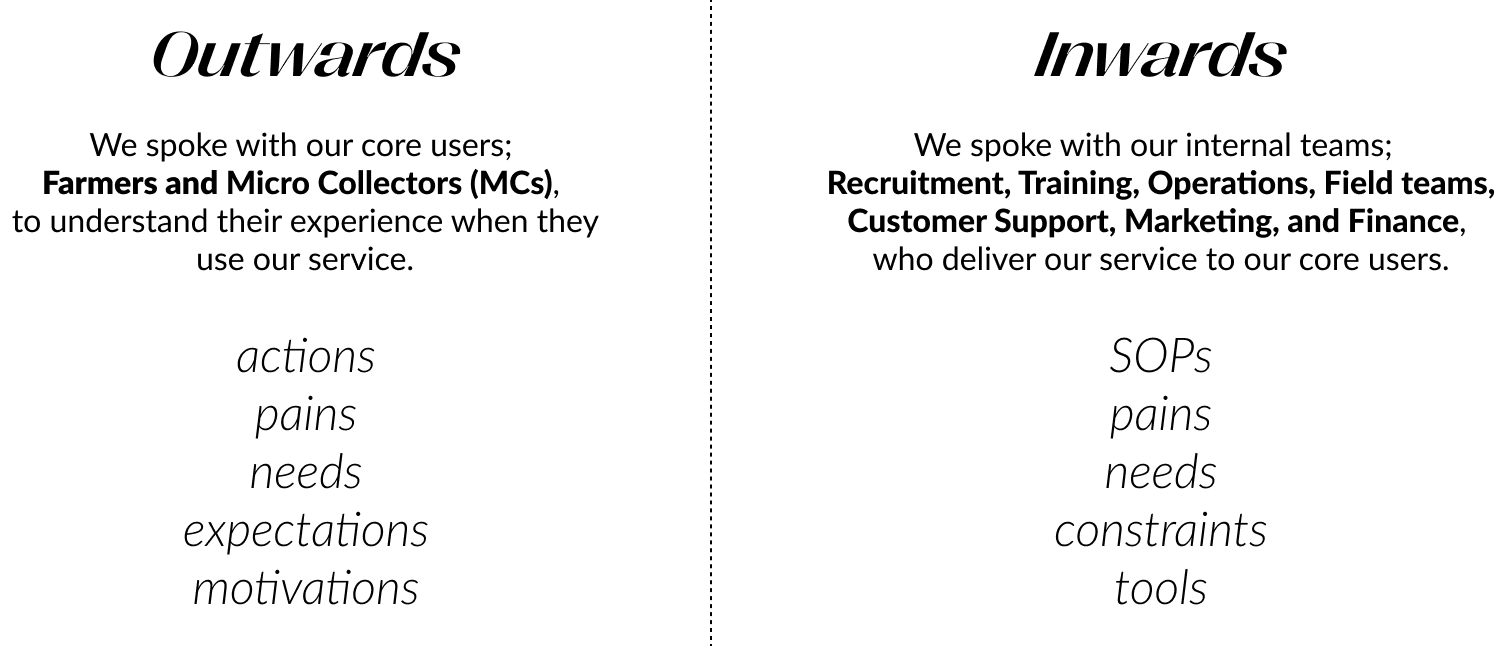 Outwards
We spoke with our core users;
Farmers and Micro Collectors (MCs),
to understand their experience when they
use our service.
actions
pains
needs
expectations
motivations
Inwards
We spoke with our internal teams;
Recruitment, Training, Operations, Field teams,
Customer Support, Marketing, and Finance,
who deliver our service to our core users.
SOPs
pains
needs
constraints
tools